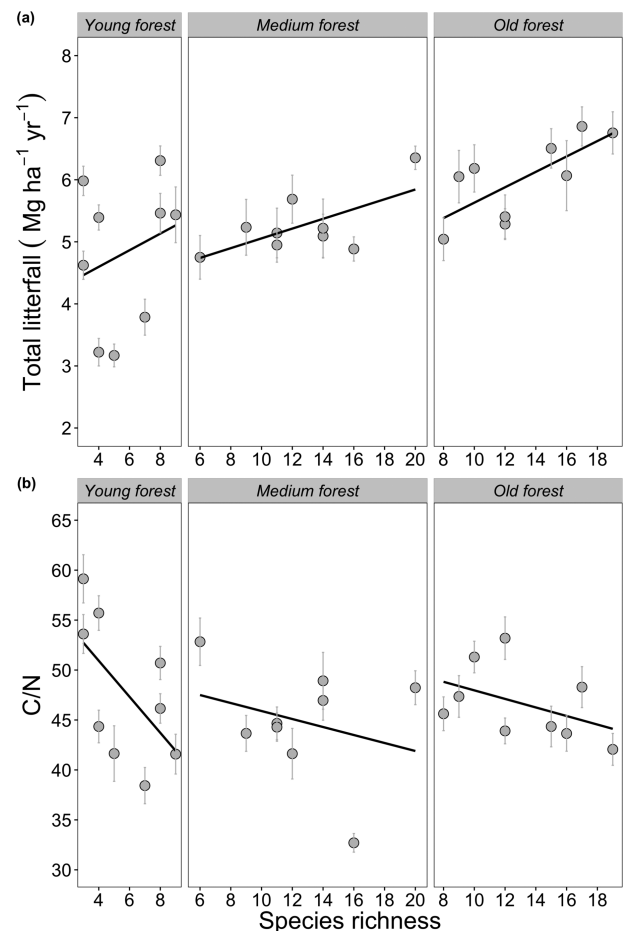 (a)
Young forest Medium forest Old forest
8
7
6
5
4
3
2
Total litterfall ( Mg ha⁻¹ yr⁻¹)
4 6 8 6 8 10 12 14 16 18 20 8 10 12 14 16 18
(b)
Young forest Medium forest Old forest
65
60
55
50
45
40
35
30
C/N
4 6 8 6 8 10 12 14 16 18 20 8 10 12 14 16 18
Species richness